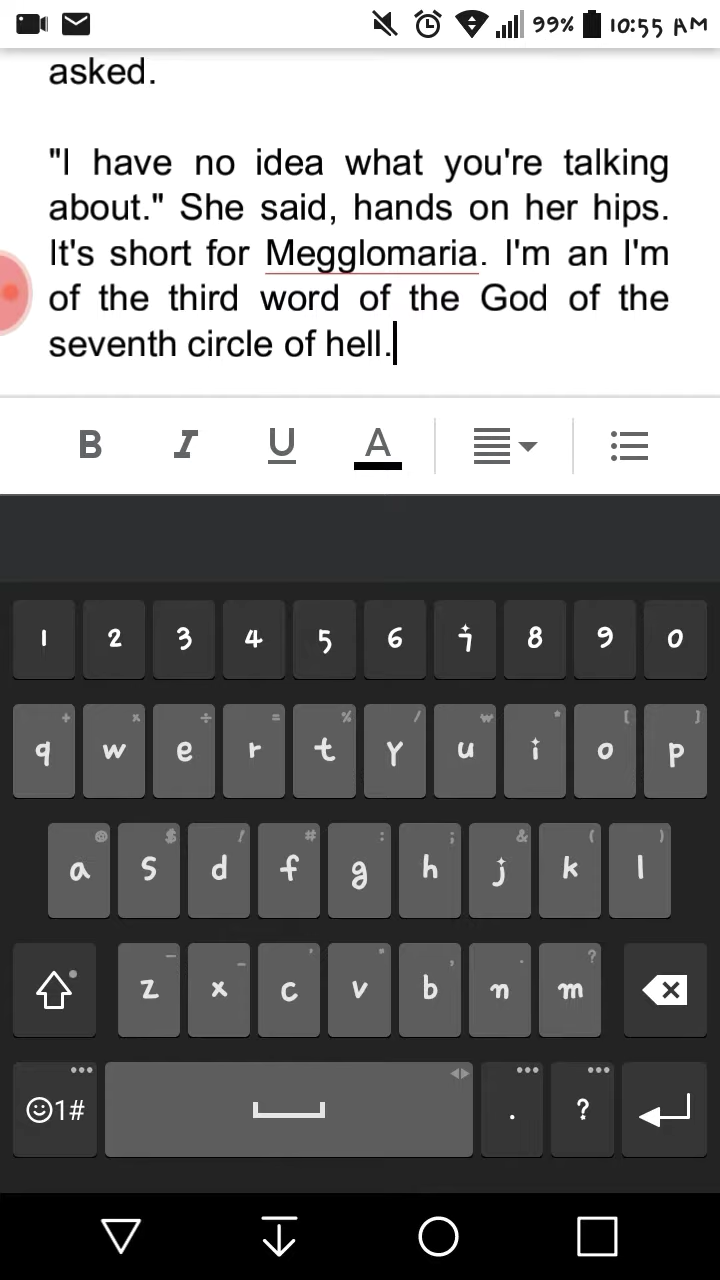 99% 10:55 AM
asked.
"I have no idea what you're talking
about." She said, hands on her hips.
It's short for Megglomaria. I'm an I'm
of the third word of the God of the
seventh circle of hell.
B I U A
1 2 3 4 5 6 7 8 9 0
+ × ÷ = % / ₩ * [ ]
q w e r t y u i o p
@ $ ! # : ; & ( )
a s d f g h j k l
- _ ' " , . ?
z x c v b n m
1# . ?